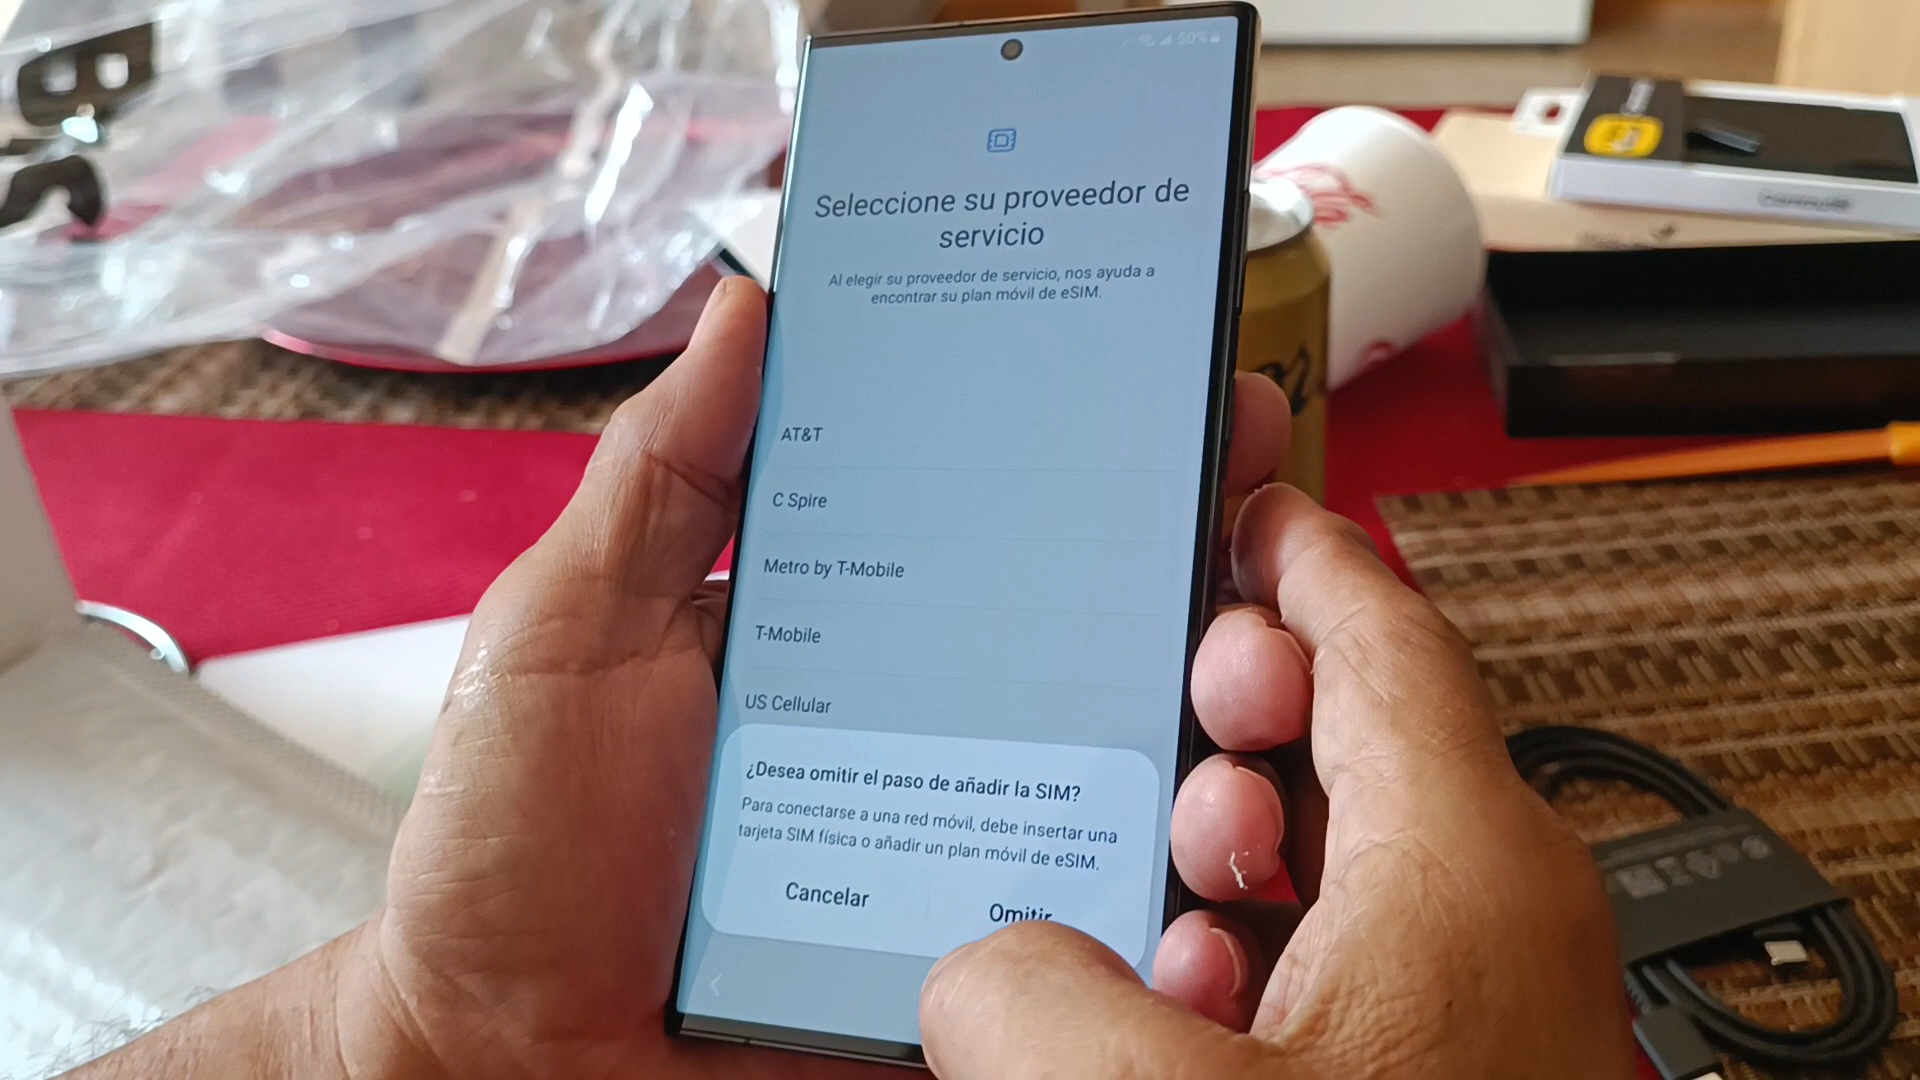 50%
Seleccione su proveedor de
servicio
Al elegir su proveedor de servicio, nos ayuda a
encontrar su plan móvil de eSIM.
AT&T
C Spire
Metro by T-Mobile
T-Mobile
US Cellular
¿Desea omitir el paso de añadir la SIM?
Para conectarse a una red móvil, debe insertar una
tarjeta SIM física o añadir un plan móvil de eSIM.
Cancelar
Omitir